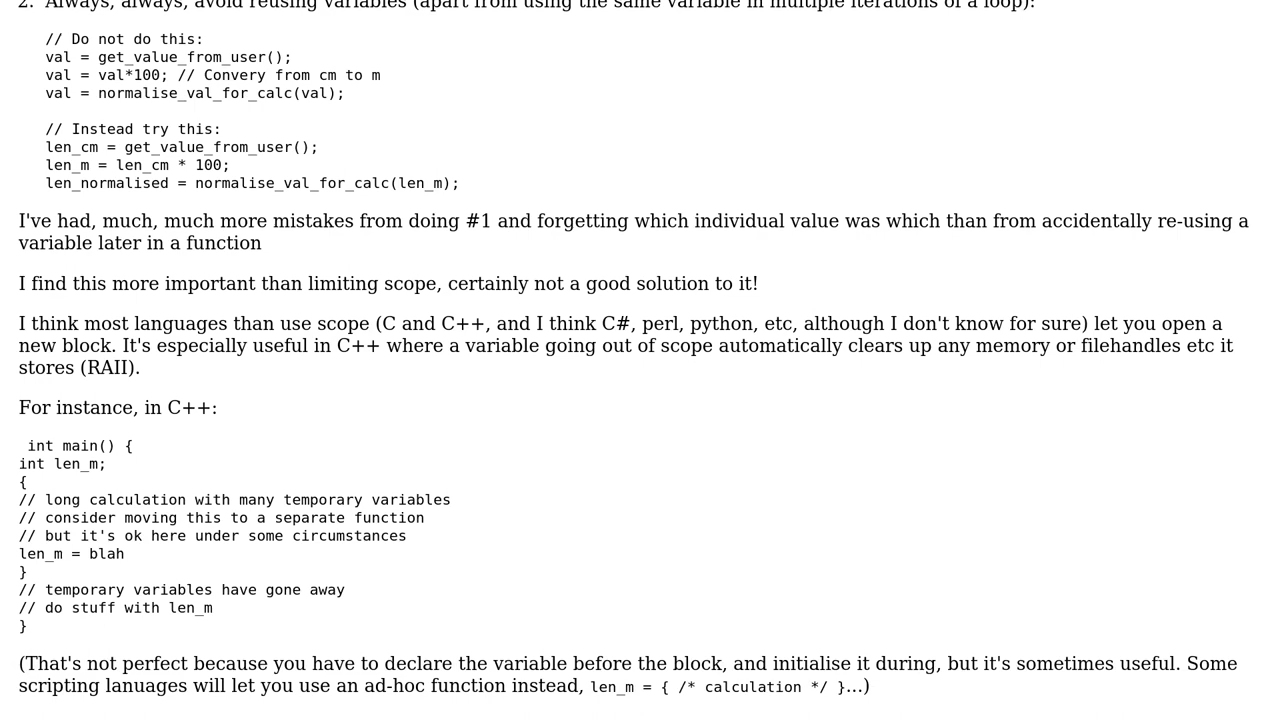 2. Always, always, avoid reusing variables (apart from using the same variable in multiple iterations of a loop):
// Do not do this:
val = get_value_from_user();
val = val*100; // Convery from cm to m
val = normalise_val_for_calc(val);
// Instead try this:
len_cm = get_value_from_user();
len_m = len_cm * 100;
len_normalised = normalise_val_for_calc(len_m);
I've had, much, much more mistakes from doing #1 and forgetting which individual value was which than from accidentally re-using a
variable later in a function
I find this more important than limiting scope, certainly not a good solution to it!
I think most languages than use scope (C and C++, and I think C#, perl, python, etc, although I don't know for sure) let you open a
new block. It's especially useful in C++ where a variable going out of scope automatically clears up any memory or filehandles etc it
stores (RAII).
For instance, in C++:
int main() {
int len_m;
{
// long calculation with many temporary variables
// consider moving this to a separate function
// but it's ok here under some circumstances
len_m = blah
}
// temporary variables have gone away
// do stuff with len_m
}
(That's not perfect because you have to declare the variable before the block, and initialise it during, but it's sometimes useful. Some
scripting lanuages will let you use an ad-hoc function instead, len_m = { /* calculation */ }...)